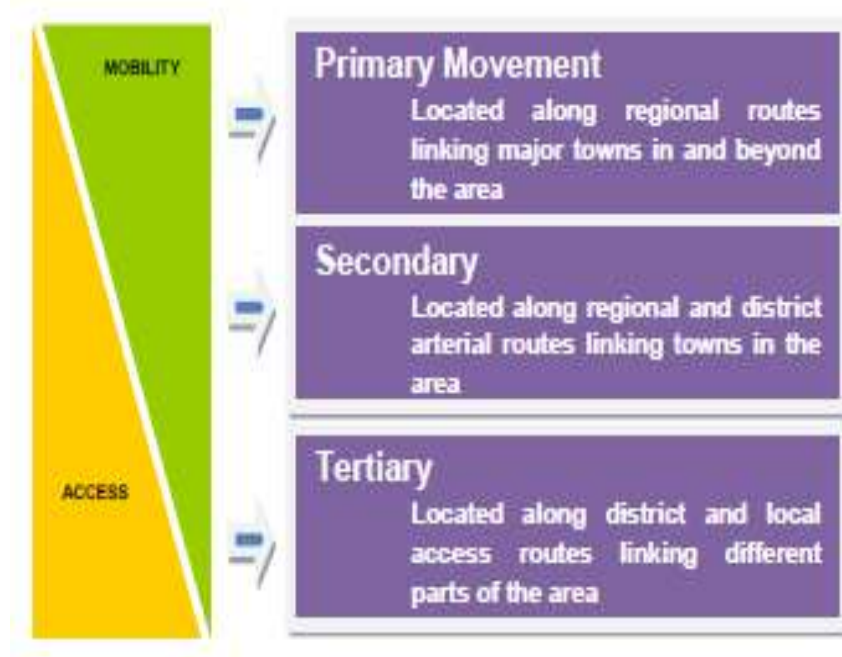 MOBILITY
Primary Movement
Located along regional routes
linking major towns in and beyond
the area
Secondary
Located along regional and district
arterial routes linking towns in the
area
ACCESS
Tertiary
Located along district and local
access routes linking different
parts of the area